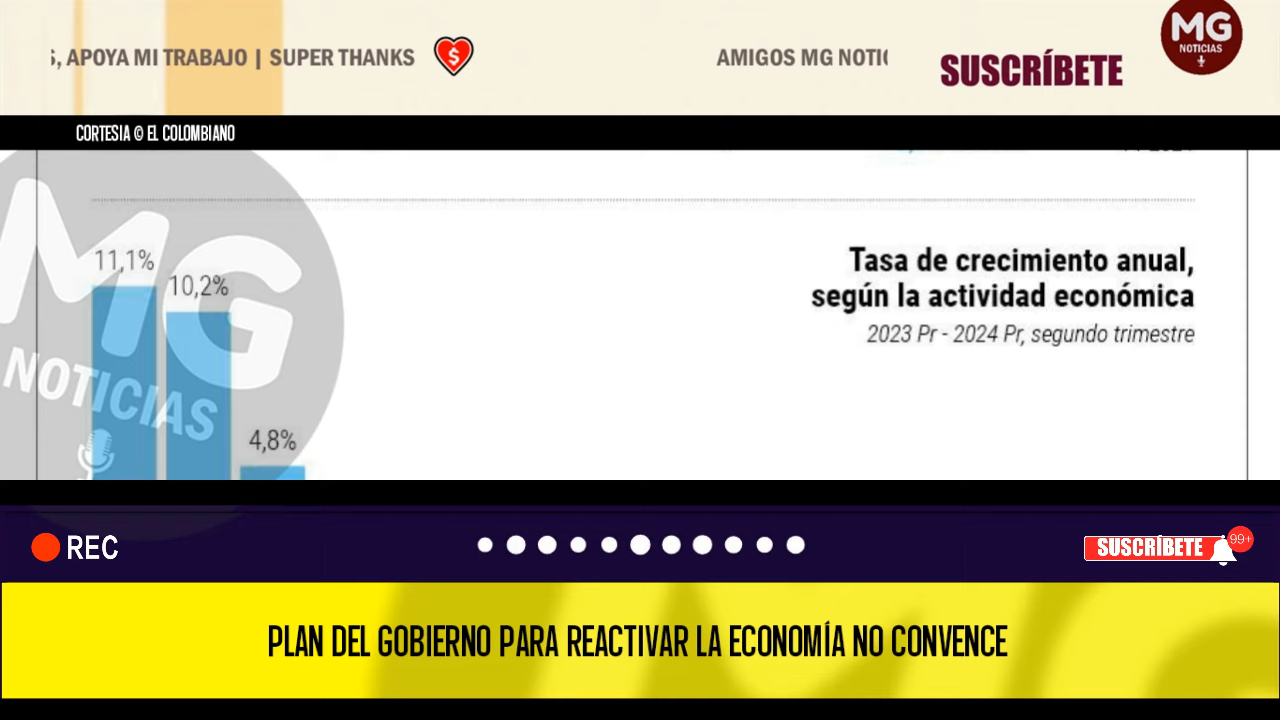 , APOYA MI TRABAJO | SUPER THANKS
AMIGOS MG NOTI
SUSCRÍBETE
MG
NOTICIAS
CORTESIA © EL COLOMBIANO
MG
NOTICIAS
11,1%
10,2%
4,8%
Tasa de crecimiento anual,
según la actividad económica
2023 Pr - 2024 Pr, segundo trimestre
REC
SUSCRÍBETE
99+
PLAN DEL GOBIERNO PARA REACTIVAR LA ECONOMÍA NO CONVENCE